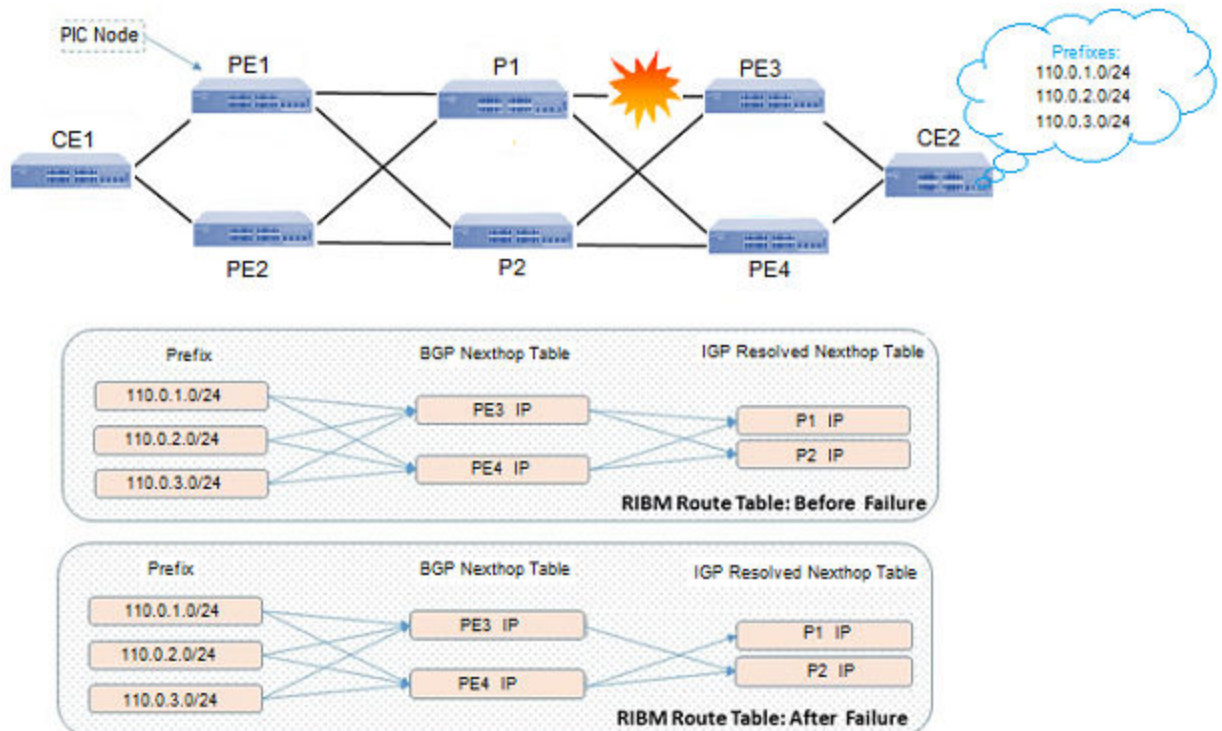 PIC Node
PE1
P1
PE3
Prefixes:
110.0.1.0/24
110.0.2.0/24
110.0.3.0/24
CE1
CE2
PE2
P2
PE4
Prefix
BGP Nexthop Table
IGP Resolved Nexthop Table
110.0.1.0/24
PE3 IP
P1 IP
110.0.2.0/24
P2 IP
PE4 IP
110.0.3.0/24
RIBM Route Table: Before Failure
Prefix
BGP Nexthop Table
IGP Resolved Nexthop Table
110.0.1.0/24
PE3 IP
P1 IP
110.0.2.0/24
P2 IP
PE4 IP
110.0.3.0/24
RIBM Route Table: After Failure